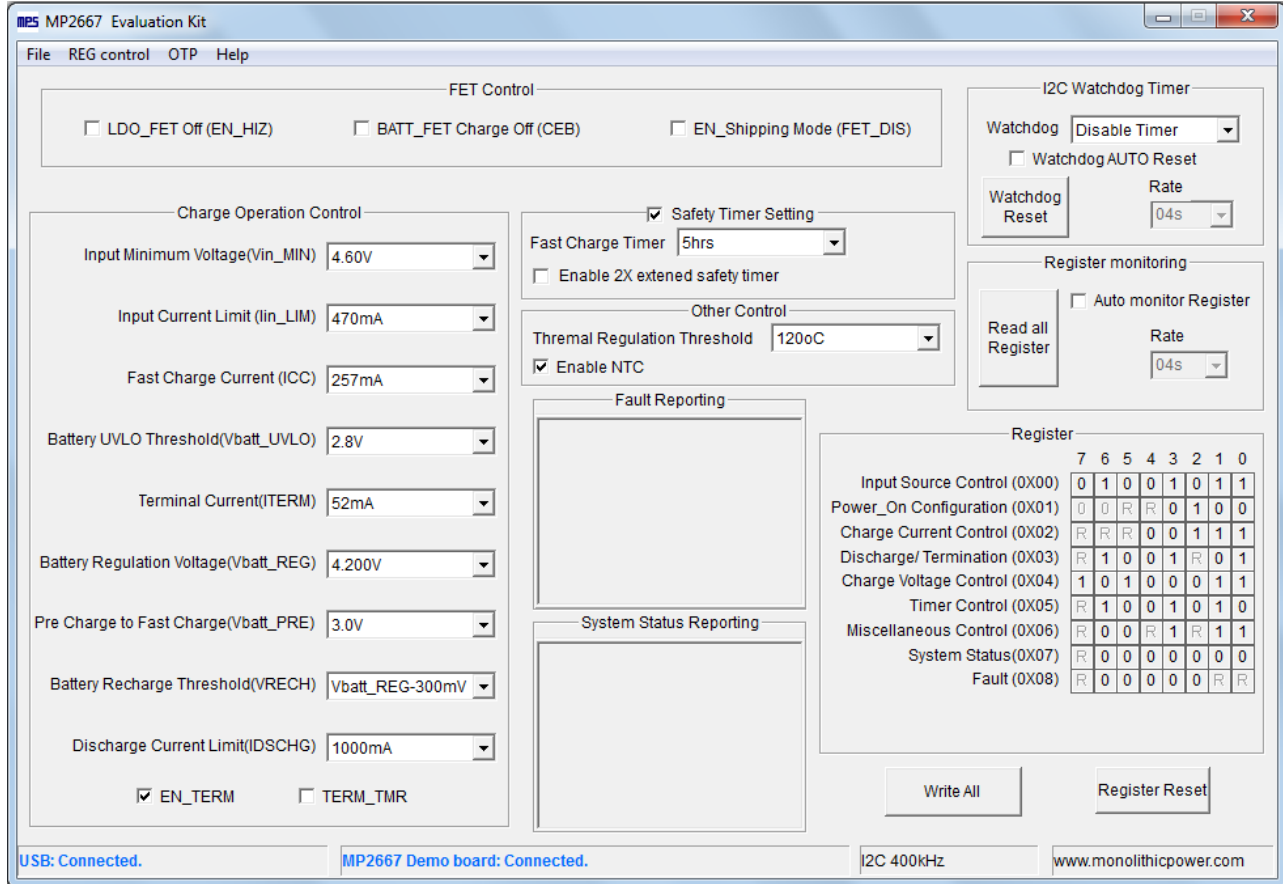 mps MP2667 Evaluation Kit
File REG control OTP Help
FET Control
LDO_FET Off (EN_HIZ) BATT_FET Charge Off (CEB) EN_Shipping Mode (FET_DIS)
I2C Watchdog Timer
Watchdog Disable Timer
Watchdog AUTO Reset
Watchdog Reset
Rate
04s
Charge Operation Control
Input Minimum Voltage(Vin_MIN) 4.60V
Input Current Limit (Iin_LIM) 470mA
Fast Charge Current (ICC) 257mA
Battery UVLO Threshold(Vbatt_UVLO) 2.8V
Terminal Current(ITERM) 52mA
Battery Regulation Voltage(Vbatt_REG) 4.200V
Pre Charge to Fast Charge(Vbatt_PRE) 3.0V
Battery Recharge Threshold(VRECH) Vbatt_REG-300mV
Discharge Current Limit(IDSCHG) 1000mA
EN_TERM TERM_TMR
Safety Timer Setting
Fast Charge Timer 5hrs
Enable 2X extened safety timer
Other Control
Thremal Regulation Threshold 120oC
Enable NTC
Fault Reporting
System Status Reporting
Register monitoring
Read all Register
Auto monitor Register
Rate
04s
Register
7 6 5 4 3 2 1 0
Input Source Control (0X00) 0 1 0 0 1 0 1 1
Power_On Configuration (0X01) 0 0 R R 0 1 0 0
Charge Current Control (0X02) R R R 0 0 1 1 1
Discharge/ Termination (0X03) R 1 0 0 1 R 0 1
Charge Voltage Control (0X04) 1 0 1 0 0 0 1 1
Timer Control (0X05) R 1 0 0 1 0 1 0
Miscellaneous Control (0X06) R 0 0 R 1 R 1 1
System Status(0X07) R 0 0 0 0 0 0 0
Fault (0X08) R 0 0 0 0 0 R R
Write All Register Reset
USB: Connected. MP2667 Demo board: Connected. I2C 400kHz www.monolithicpower.com